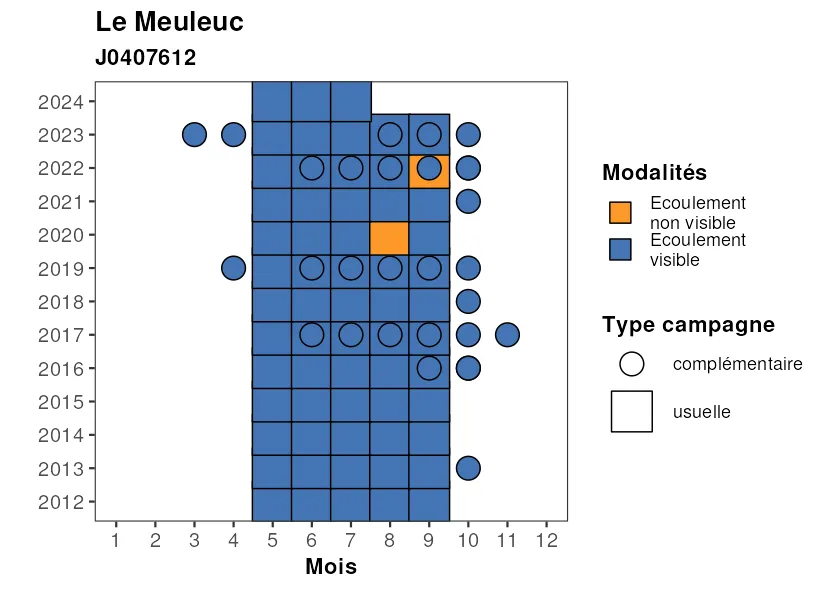 Le Meuleuc
J0407612
2024
2023
2022
2021
2020
2019
2018
2017
2016
2015
2014
2013
2012
1 2 3 4 5 6 7 8 9 10 11 12
Mois
Modalités
Ecoulement
non visible
Ecoulement
visible
Type campagne
complémentaire
usuelle